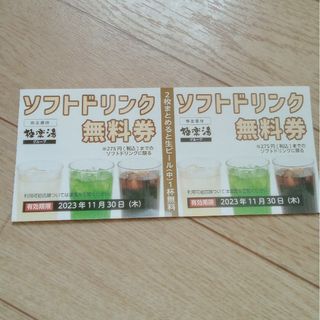 ソフトドリンク
株主優待
極楽湯
グループ
無料券
※275円(税込)までの
ソフトドリンクに限る
有効期限 2023年11月30日(木)
2枚まとめると生ビール(中)1杯無料
ソフトドリンク
株主優待
極楽湯
グループ
無料券
※275円(税込)までの
ソフトドリンクに限る
有効期限 2023年11月30日(木)